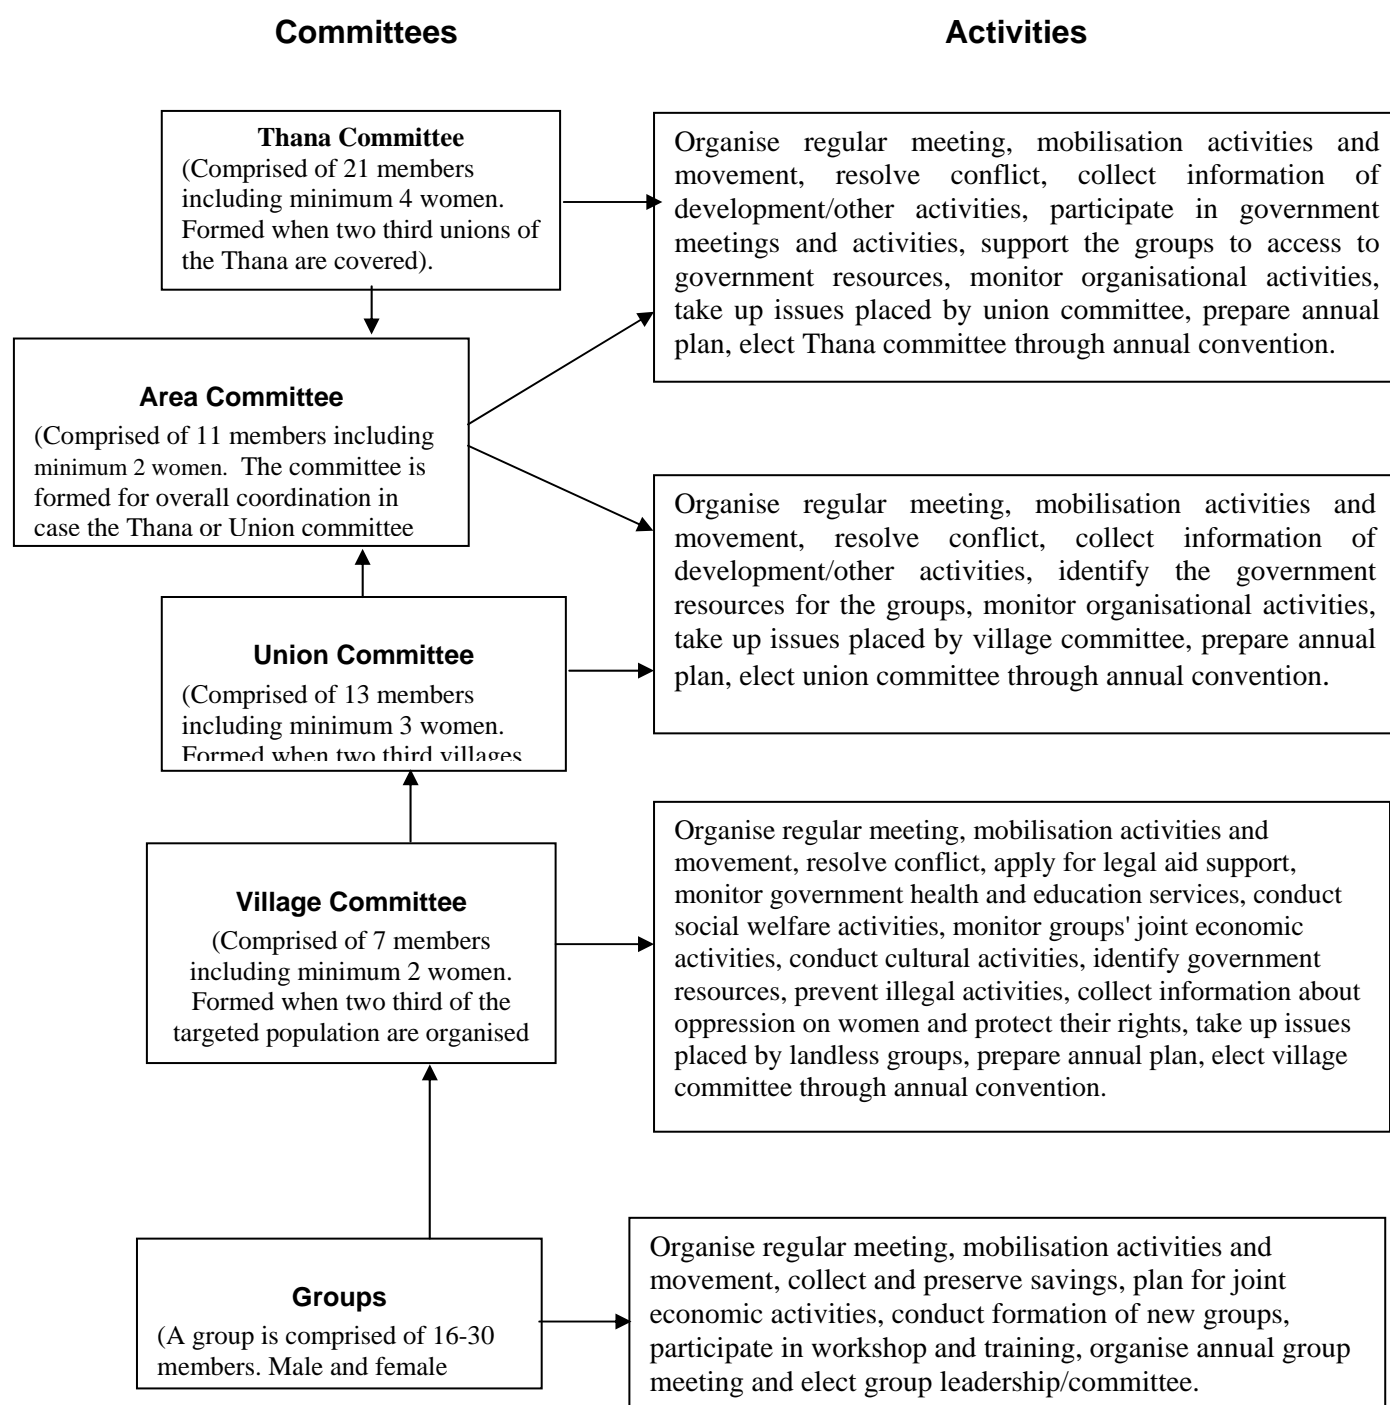 Committees
Activities
Thana Committee
(Comprised of 21 members
including minimum 4 women.
Formed when two third unions of
the Thana are covered).
Organise regular meeting, mobilisation activities and
movement, resolve conflict, collect information of
development/other activities, participate in government
meetings and activities, support the groups to access to
government resources, monitor organisational activities,
take up issues placed by union committee, prepare annual
plan, elect Thana committee through annual convention.
Area Committee
(Comprised of 11 members including
minimum 2 women. The committee is
formed for overall coordination in
case the Thana or Union committee
Organise regular meeting, mobilisation activities and
movement, resolve conflict, collect information of
development/other activities, identify the government
resources for the groups, monitor organisational activities,
take up issues placed by village committee, prepare annual
plan, elect union committee through annual convention.
Union Committee
(Comprised of 13 members
including minimum 3 women.
Formed when two third villages
Village Committee
(Comprised of 7 members
including minimum 2 women.
Formed when two third of the
targeted population are organised
Organise regular meeting, mobilisation activities and
movement, resolve conflict, apply for legal aid support,
monitor government health and education services, conduct
social welfare activities, monitor groups' joint economic
activities, conduct cultural activities, identify government
resources, prevent illegal activities, collect information about
oppression on women and protect their rights, take up issues
placed by landless groups, prepare annual plan, elect village
committee through annual convention.
Groups
(A group is comprised of 16-30
members. Male and female
Organise regular meeting, mobilisation activities and
movement, collect and preserve savings, plan for joint
economic activities, conduct formation of new groups,
participate in workshop and training, organise annual group
meeting and elect group leadership/committee.